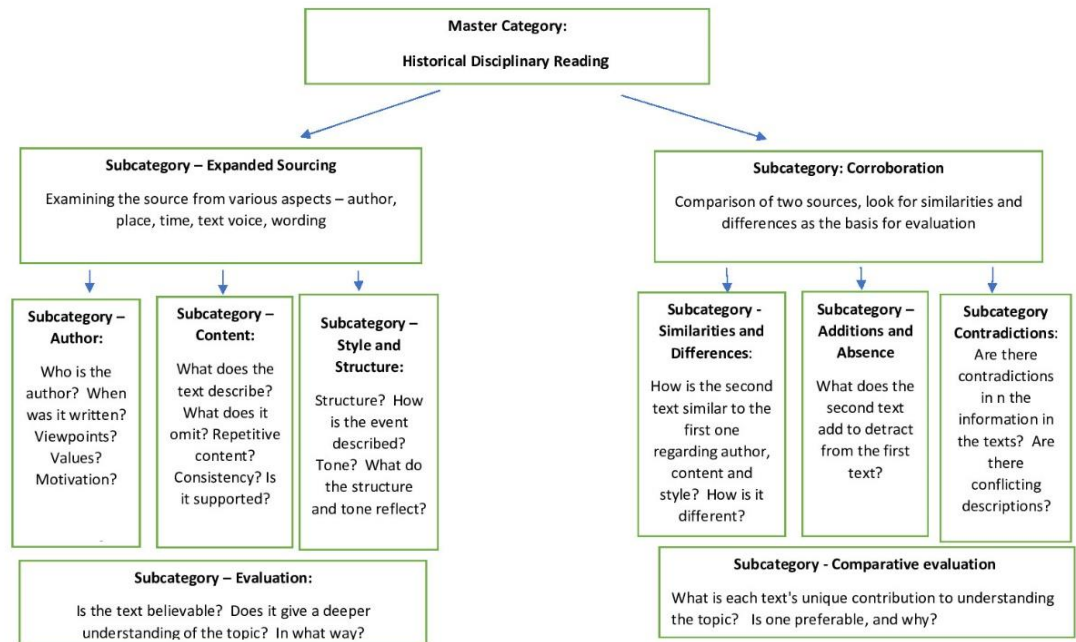 Master Category:
Historical Disciplinary Reading
Subcategory – Expanded Sourcing
Examining the source from various aspects – author,
place, time, text voice, wording
Subcategory: Corroboration
Comparison of two sources, look for similarities and
differences as the basis for evaluation
Subcategory –
Author:
Who is the
author? When
was it written?
Viewpoints?
Values?
Motivation?
Subcategory –
Content:
What does the
text describe?
What does it
omit? Repetitive
content?
Consistency? Is
it supported?
Subcategory –
Style and
Structure:
Structure? How
is the event
described?
Tone? What do
the structure
and tone reflect?
Subcategory -
Similarities and
Differences:
How is the second
text similar to the
first one
regarding author,
content and
style? How is it
different?
Subcategory –
Additions and
Absence
What does the
second text
add to detract
from the first
text?
Subcategory
Contradictions:
Are there
contradictions
in n the
information in
the texts? Are
there
conflicting
descriptions?
Subcategory – Evaluation:
Is the text believable? Does it give a deeper
understanding of the topic? In what way?
Subcategory - Comparative evaluation
What is each text's unique contribution to understanding
the topic? Is one preferable, and why?